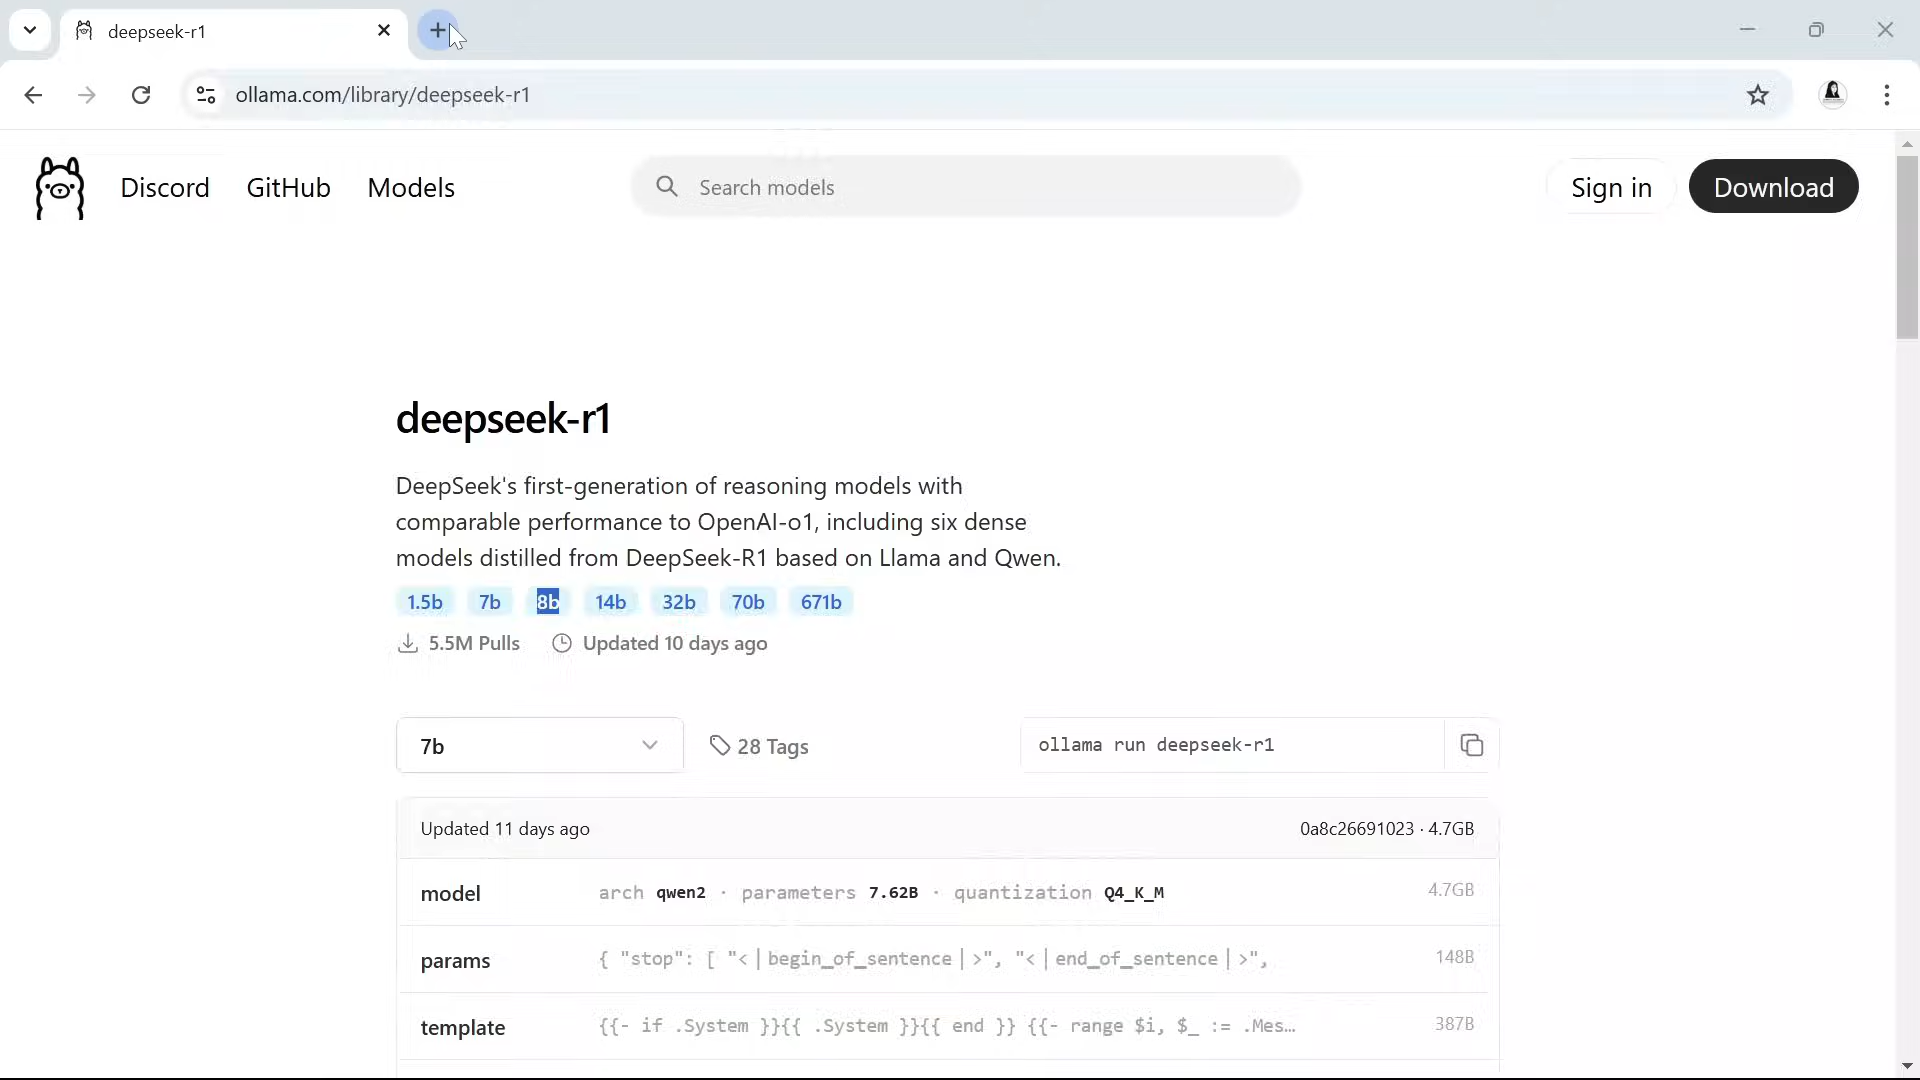 deepseek-r1
ollama.com/library/deepseek-r1
Discord GitHub Models Search models Sign in Download
deepseek-r1
DeepSeek's first-generation of reasoning models with
comparable performance to OpenAI-o1, including six dense
models distilled from DeepSeek-R1 based on Llama and Qwen.
1.5b 7b 8b 14b 32b 70b 671b
5.5M Pulls Updated 10 days ago
7b 28 Tags ollama run deepseek-r1
Updated 11 days ago 0a8c26691023 · 4.7GB
model arch qwen2 · parameters 7.62B · quantization Q4_K_M 4.7GB
params { "stop": [ "<|begin_of_sentence|>", "<|end_of_sentence|>", 148B
template {{- if .System }}{{ .System }}{{ end }} {{- range $i, $_ := .Mes… 387B